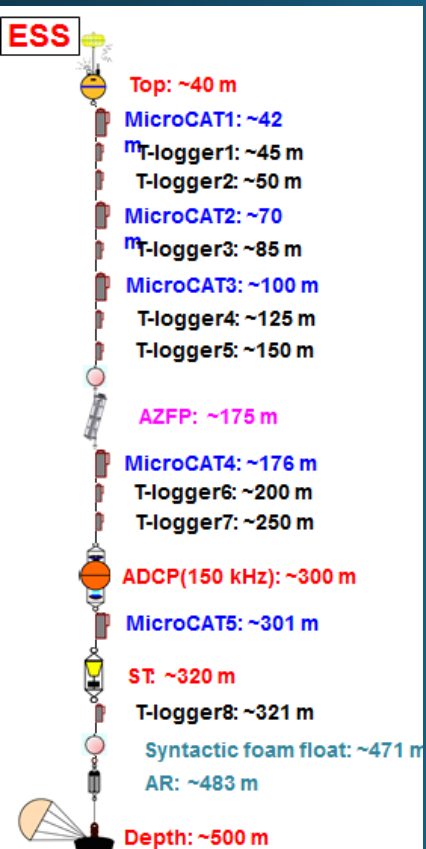 ESS
Top: ~40 m
MicroCAT1: ~42
m
T-logger1: ~45 m
T-logger2: ~50 m
MicroCAT2: ~70
m
T-logger3: ~85 m
MicroCAT3: ~100 m
T-logger4: ~125 m
T-logger5: ~150 m
AZFP: ~175 m
MicroCAT4: ~176 m
T-logger6: ~200 m
T-logger7: ~250 m
ADCP(150 kHz): ~300 m
MicroCAT5: ~301 m
ST: ~320 m
T-logger8: ~321 m
Syntactic foam float: ~471 m
AR: ~483 m
Depth: ~500 m